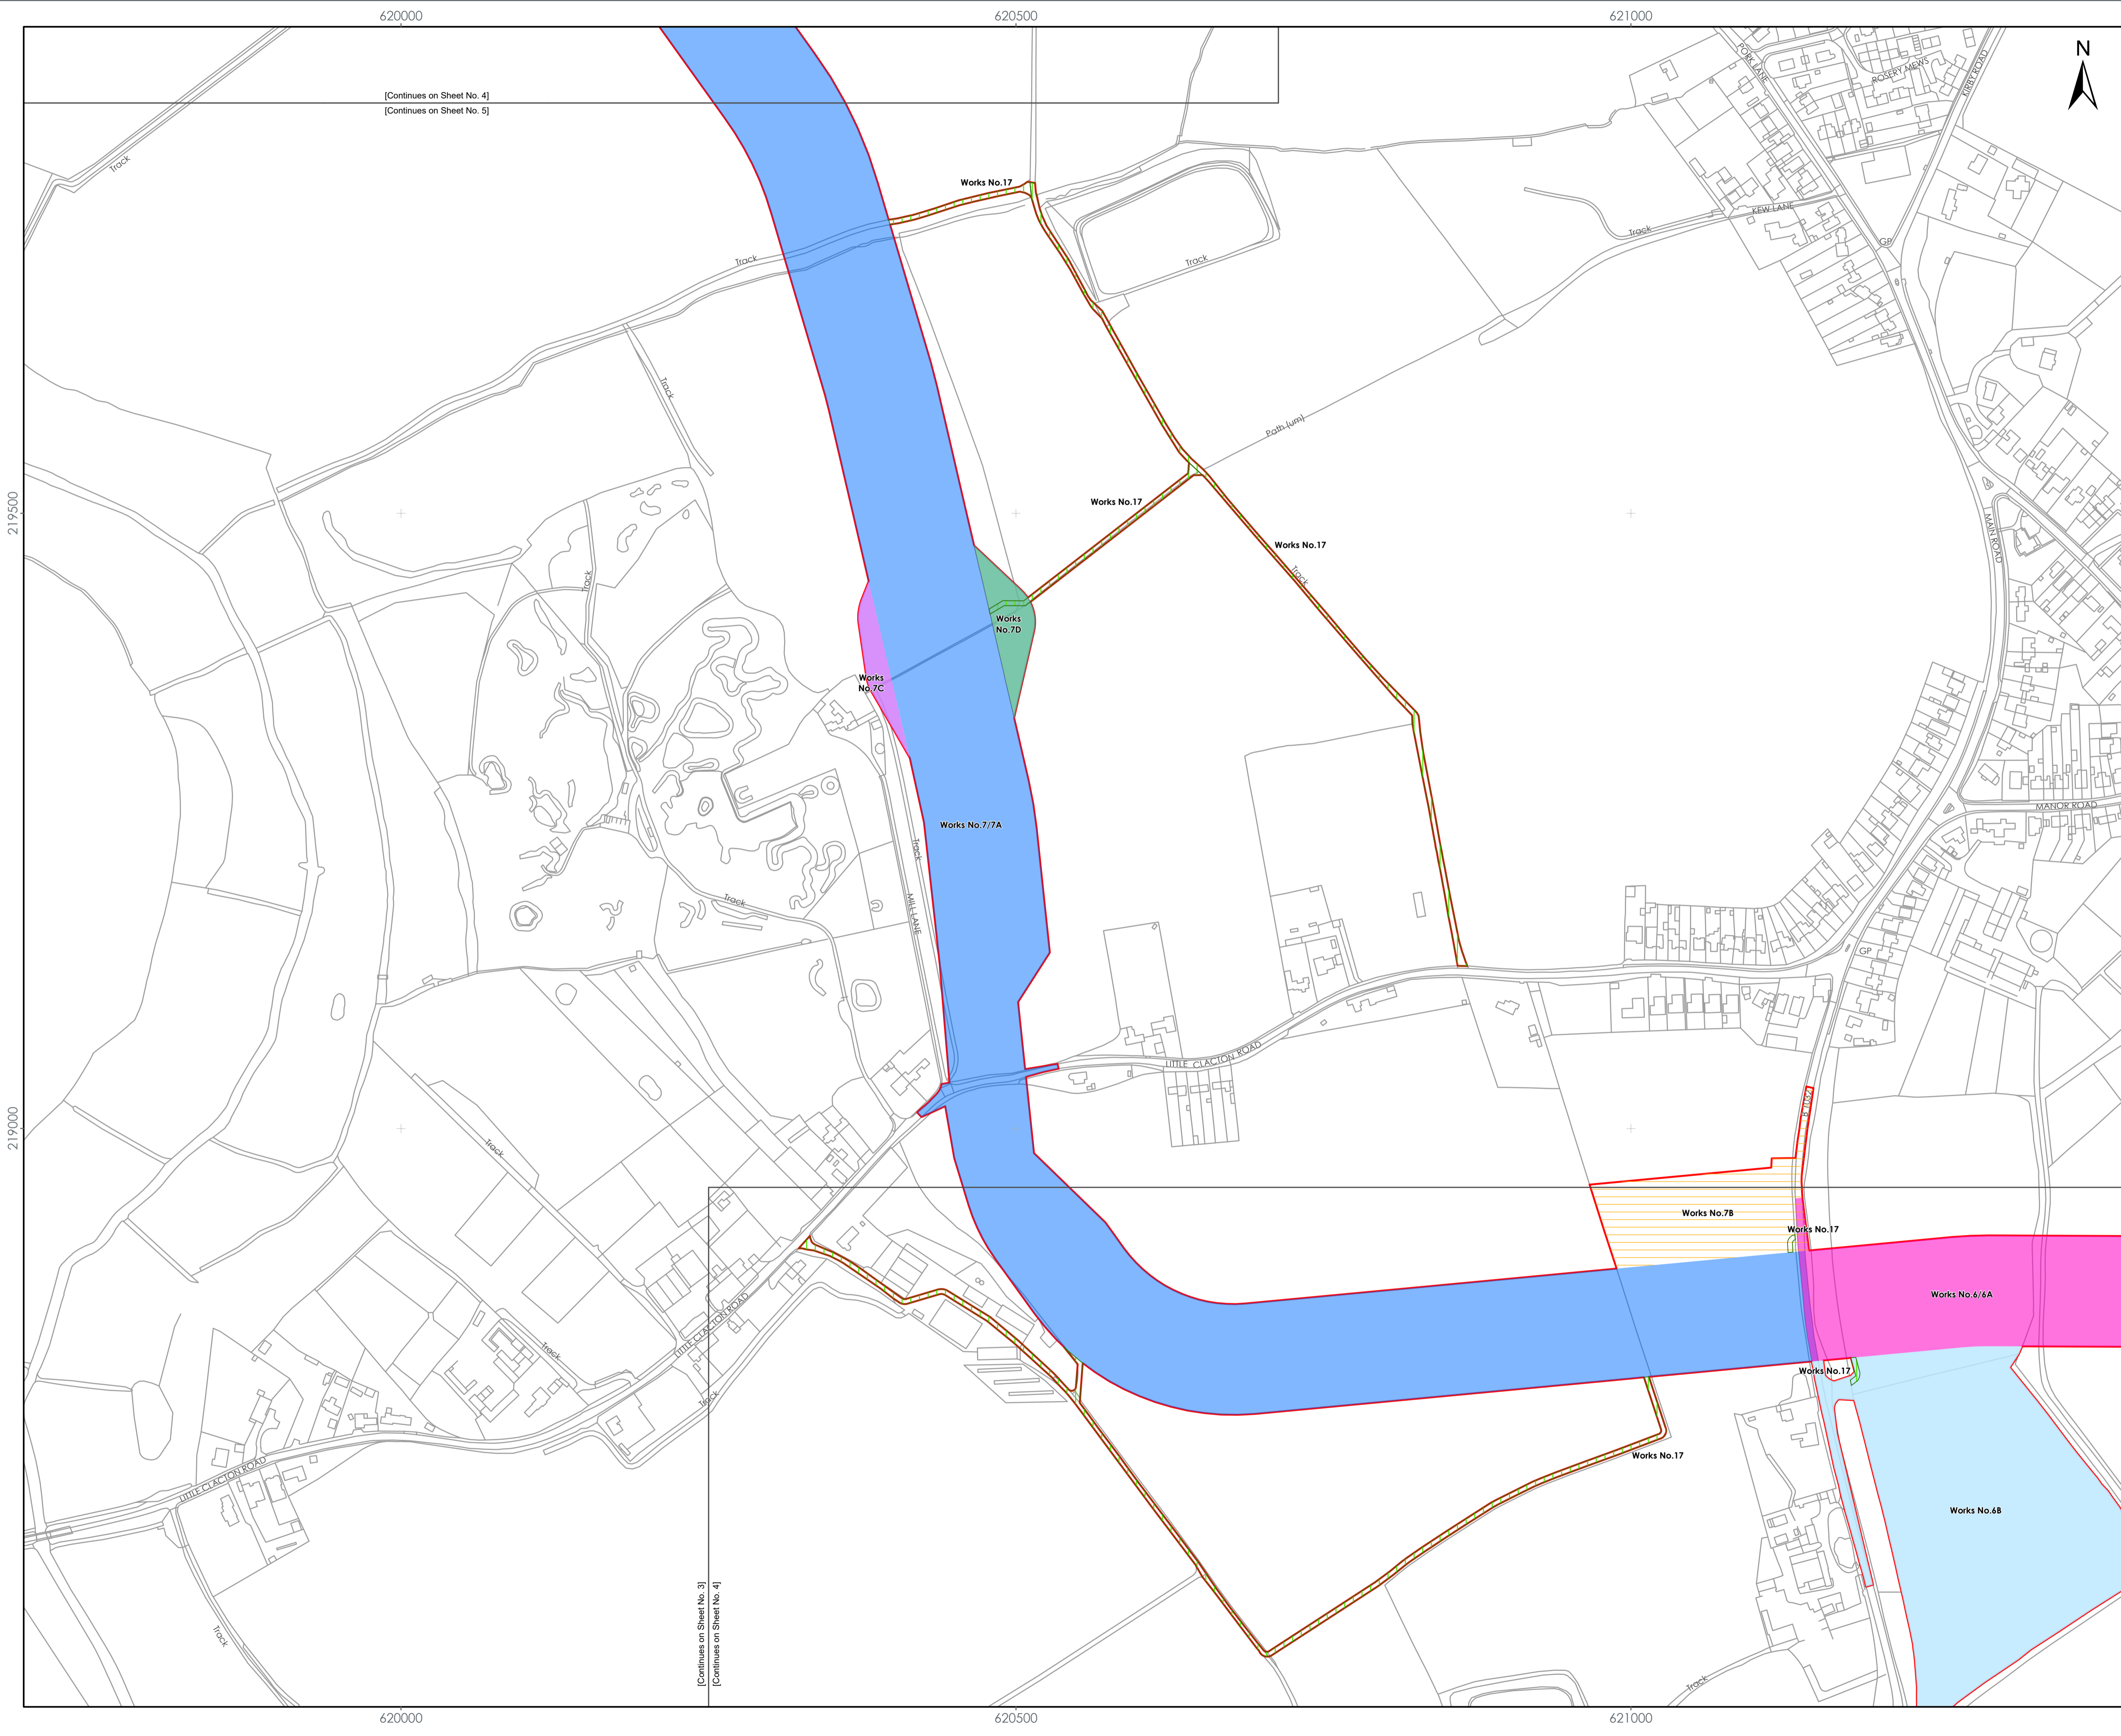 620000
620500
621000
N
[Continues on Sheet No. 4]
[Continues on Sheet No. 5]
PORK LANE
ROSERY MEWS
KIRBY ROAD
Track
Works No.17
KEW LANE
Track
GP
Track
Track
Track
Path (um)
219500
Works No.17
MAIN ROAD
Works No.17
Track
Track
Works
No.7D
Works
No.7C
MANOR ROAD
Works No.7/7A
Track
Track
MILL LANE
GP
LITTLE CLACTON ROAD
219000
B 1032
Track
Works No.7B
Works No.17
Works No.6/6A
LITTLE CLACTON ROAD
Track
Works No.17
Track
Works No.17
LITTLE CLACTON ROAD
Works No.6B
[Continues on Sheet No. 3]
[Continues on Sheet No. 4]
Track
Track
620000
620500
621000